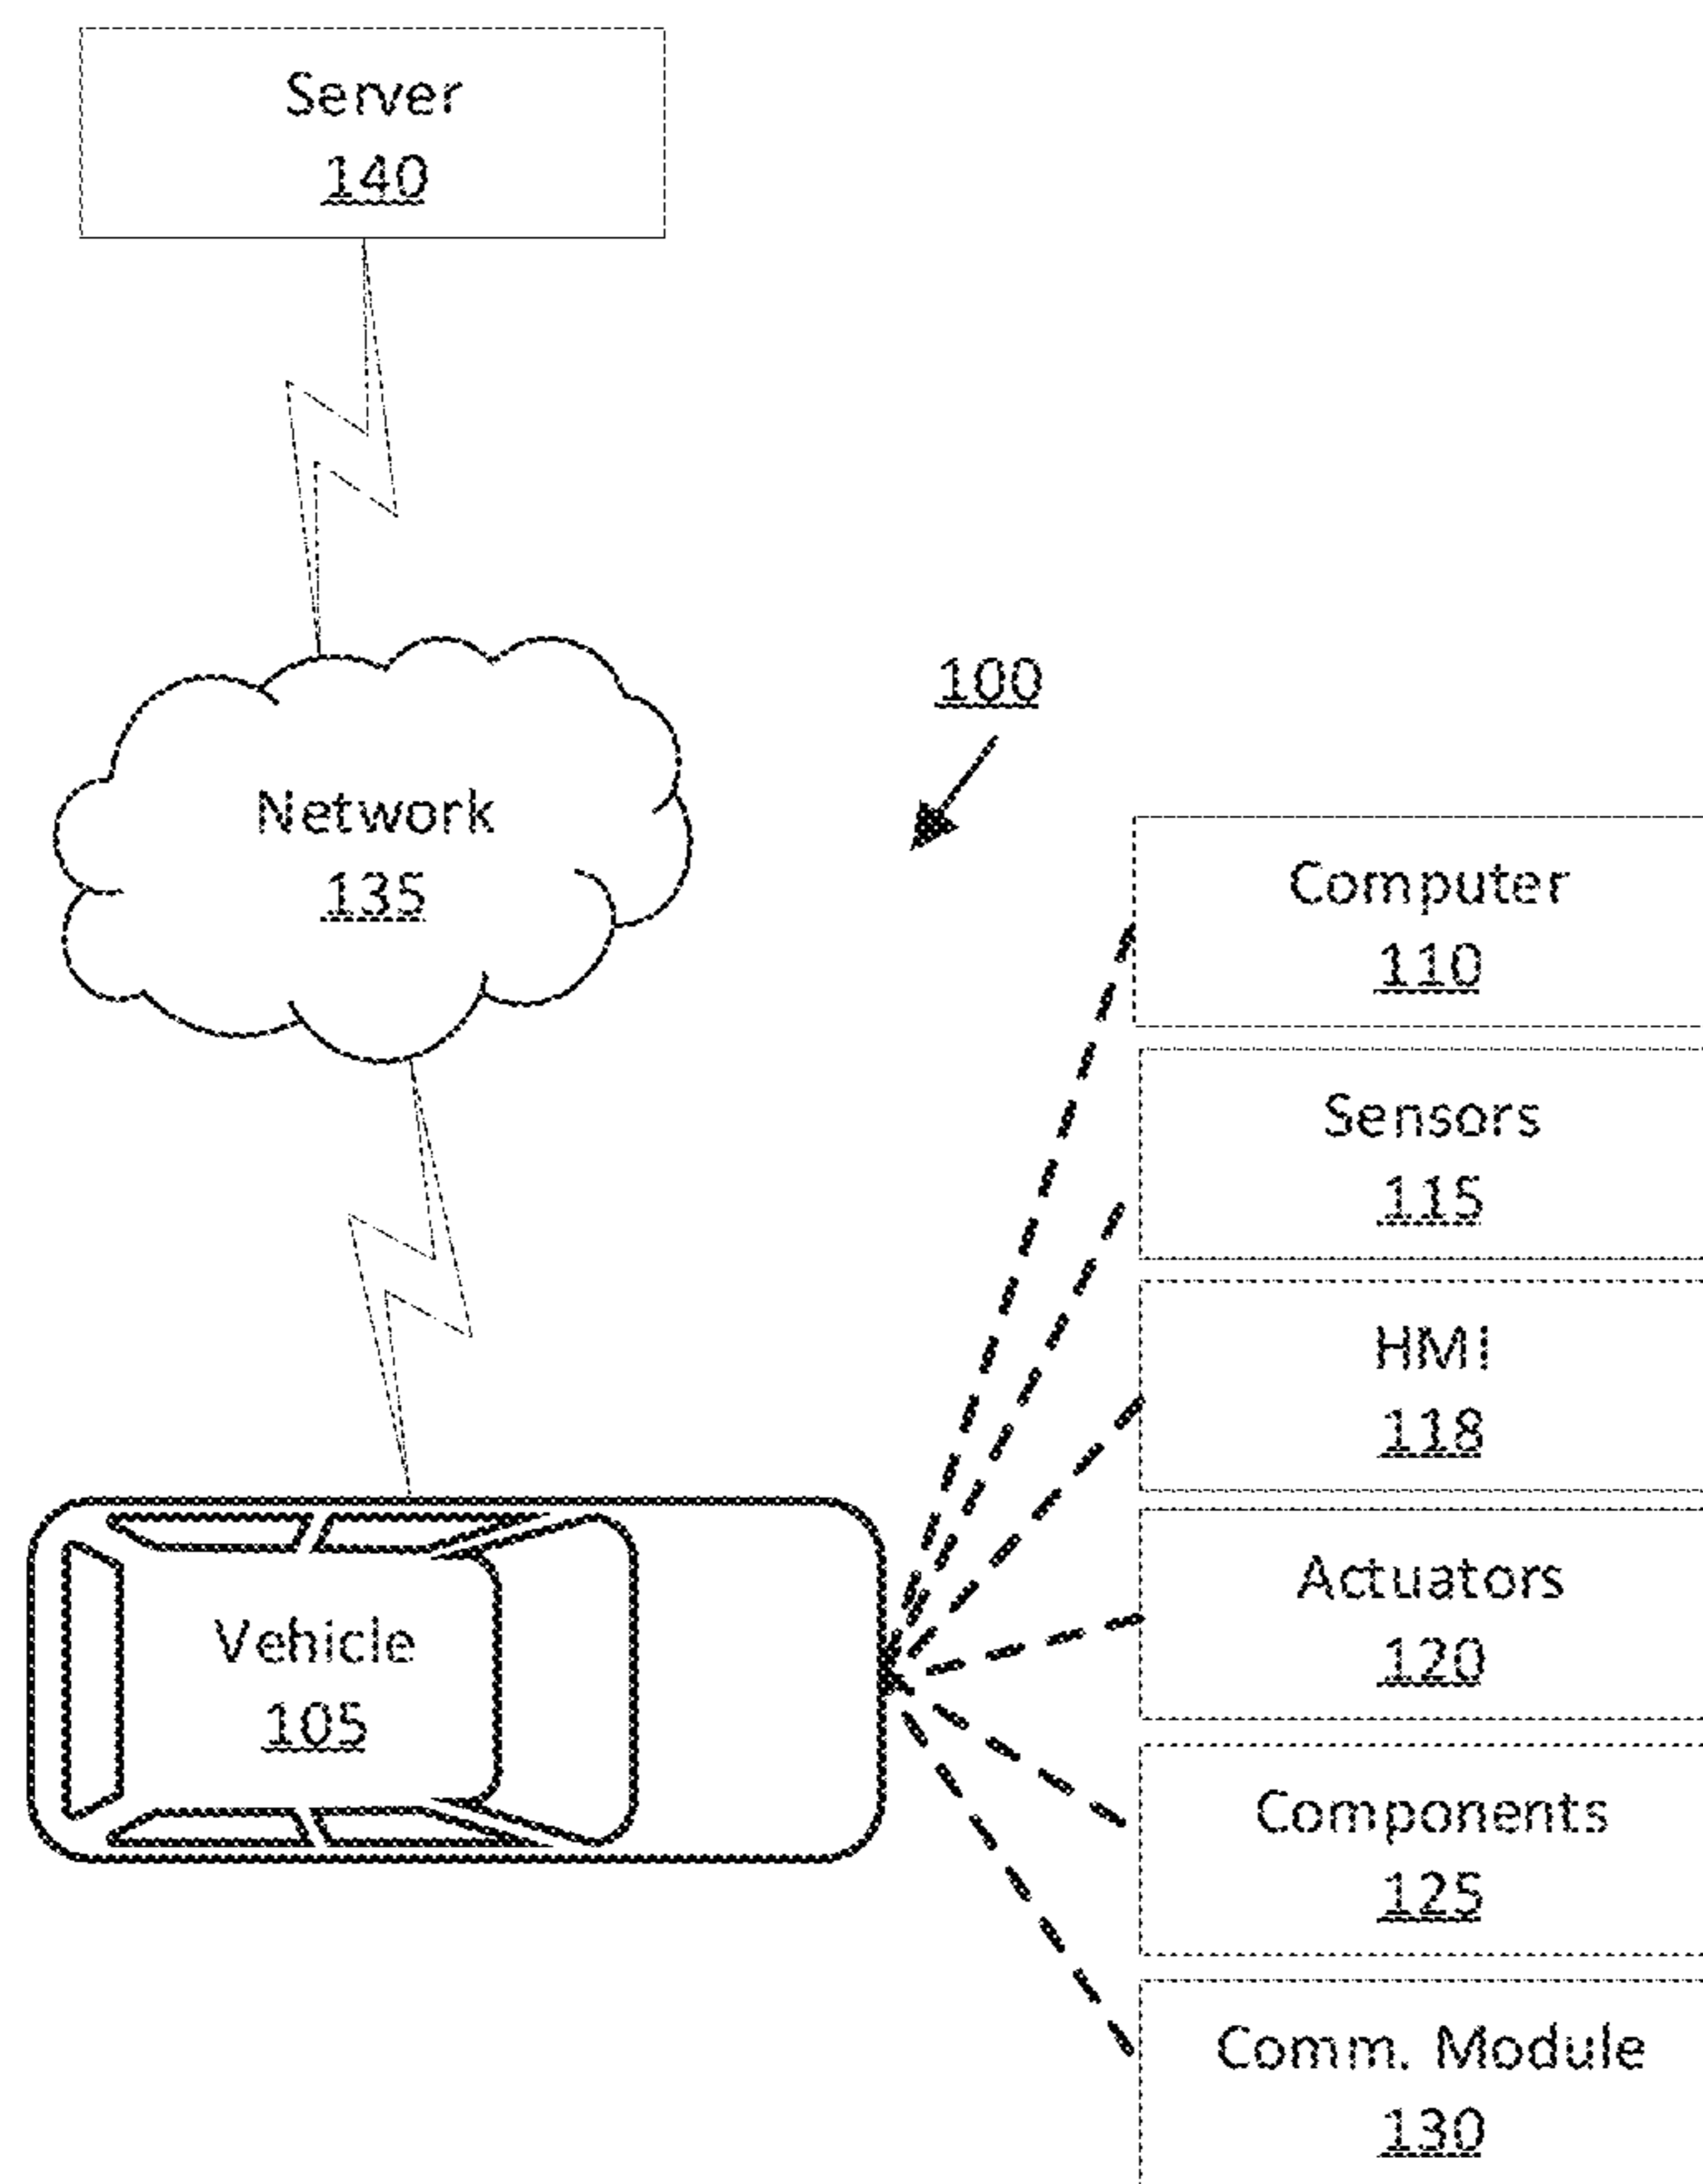 Server
140
Network
135
100
Computer
110
Sensors
115
HMI
118
Actuators
120
Vehicle
105
Components
125
Comm. Module
130